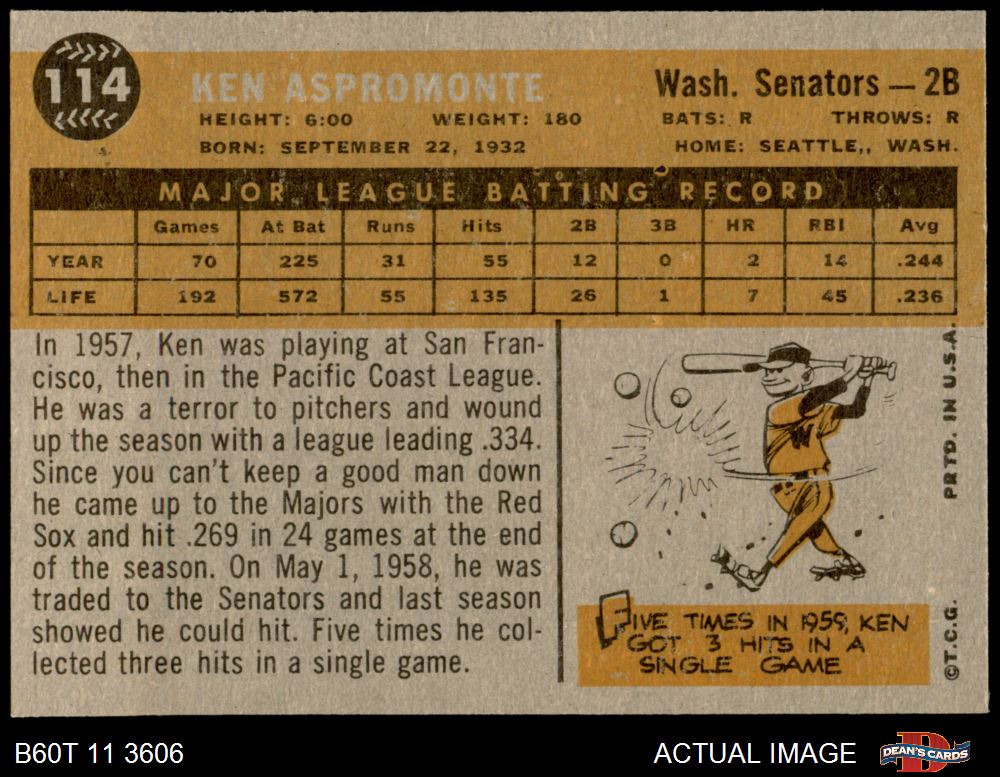 114
KEN ASPROMONTE
Wash. Senators — 2B
HEIGHT: 6:00 WEIGHT: 180 BATS: R THROWS: R
BORN: SEPTEMBER 22, 1932 HOME: SEATTLE,, WASH.
MAJOR LEAGUE BATTING RECORD
Games At Bat Runs Hits 2B 3B HR RBI Avg
YEAR 70 225 31 55 12 0 2 14 .244
LIFE 192 572 55 135 26 1 7 45 .236
In 1957, Ken was playing at San Fran-
cisco, then in the Pacific Coast League.
He was a terror to pitchers and wound
up the season with a league leading .334.
Since you can't keep a good man down
he came up to the Majors with the Red
Sox and hit .269 in 24 games at the end
of the season. On May 1, 1958, he was
traded to the Senators and last season
showed he could hit. Five times he col-
lected three hits in a single game.
W
FIVE TIMES IN 1959, KEN
GOT 3 HITS IN A
SINGLE GAME
©T.C.G. PRTD. IN U.S.A.
B60T 11 3606
ACTUAL IMAGE
D
DEAN'S CARDS